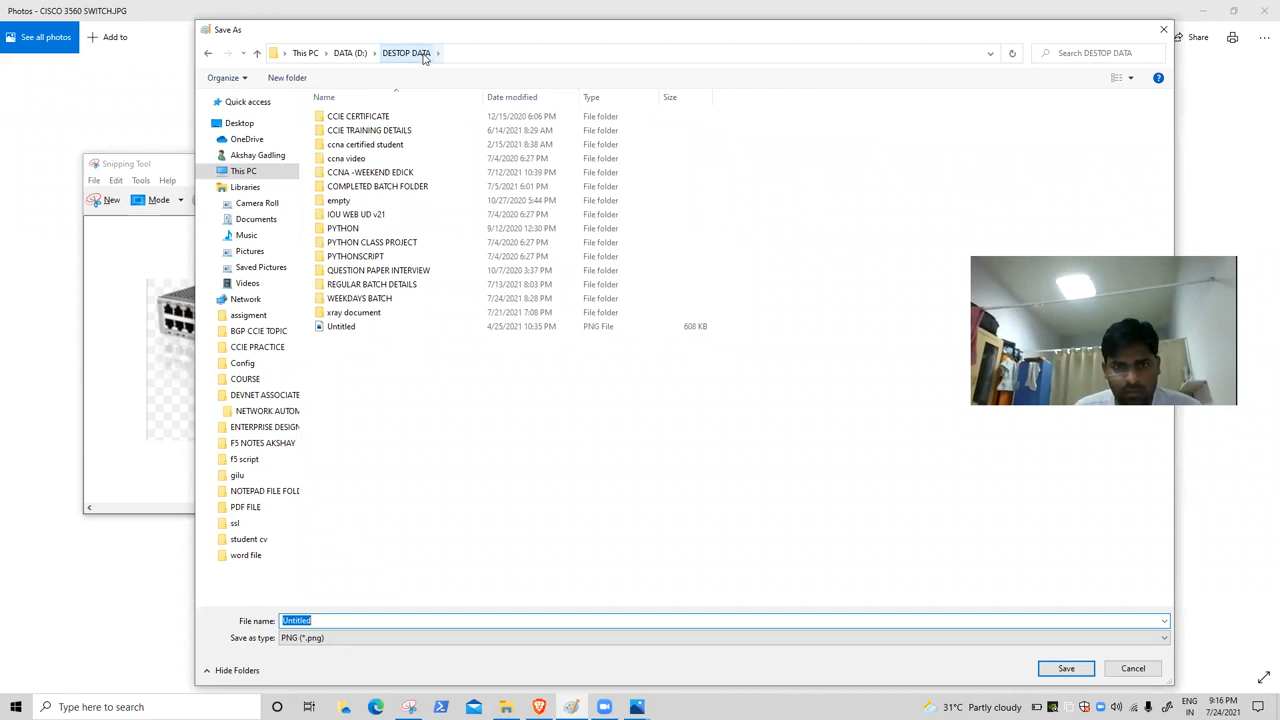 Photos - CISCO 3560 SWITCH.JPG
See all photos
Add to
Share
Save As
This PC
DATA (D:)
DESTOP DATA
Search DESTOP DATA
Organize
New folder
Name
Date modified
Type
Size
Quick access
Desktop
OneDrive
Akshay Gadling
This PC
Libraries
Camera Roll
Documents
Music
Pictures
Saved Pictures
Videos
Network
assigment
BGP CCIE TOPIC
CCIE PRACTICE
Config
COURSE
DEVNET ASSOCIATE
NETWORK AUTOM
ENTERPRISE DESIGN
F5 NOTES AKSHAY
f5 script
gilu
NOTEPAD FILE FOLD
PDF FILE
ssl
student cv
word file
CCIE CERTIFICATE 12/15/2020 6:06 PM File folder
CCIE TRAINING DETAILS 6/14/2021 8:29 AM File folder
ccna certified student 2/15/2021 8:38 AM File folder
ccna video 7/4/2020 6:27 PM File folder
CCNA -WEEKEND EDICK 7/12/2021 10:39 PM File folder
COMPLETED BATCH FOLDER 7/5/2021 6:01 PM File folder
empty 10/27/2020 5:44 PM File folder
IOU WEB UD v21 7/4/2020 6:27 PM File folder
PYTHON 9/12/2020 12:30 PM File folder
PYTHON CLASS PROJECT 7/4/2020 6:27 PM File folder
PYTHONSCRIPT 7/4/2020 6:27 PM File folder
QUESTION PAPER INTERVIEW 10/7/2020 3:37 PM File folder
REGULAR BATCH DETAILS 7/13/2021 8:03 PM File folder
WEEKDAYS BATCH 7/24/2021 8:28 PM File folder
xray document 7/21/2021 7:08 PM File folder
Untitled 4/25/2021 10:35 PM PNG File 608 KB
Snipping Tool
File Edit Tools Help
New Mode
File name: Untitled
Save as type: PNG (*.png)
Hide Folders
Save
Cancel
Type here to search
31°C Partly cloudy
ENG
IN
9:16 PM
7/24/2021